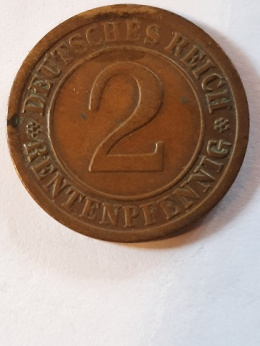 DEUTSCHES REICH
2
RENTENPFENNIG